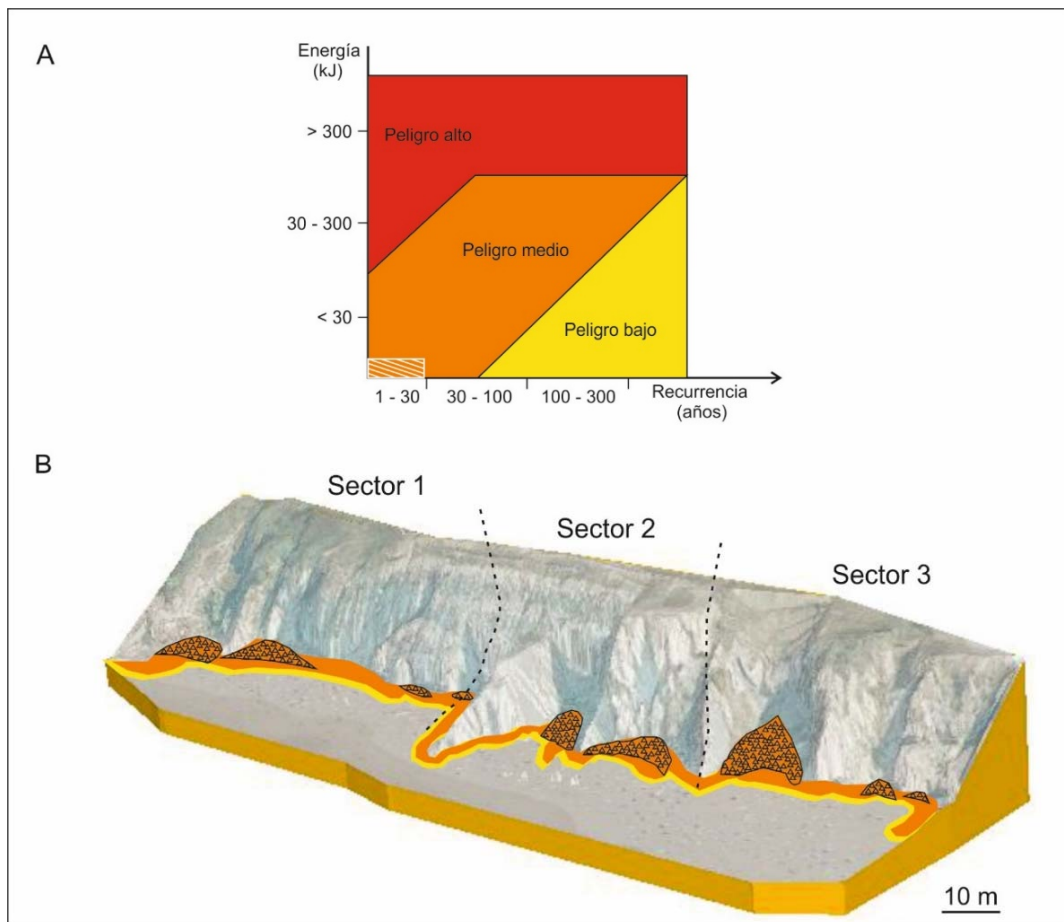 A
Energía
(kJ)
> 300
Peligro alto
30 - 300
Peligro medio
< 30
Peligro bajo
1 - 30
30 - 100
100 - 300
Recurrencia
(años)
B
Sector 1
Sector 2
Sector 3
10 m